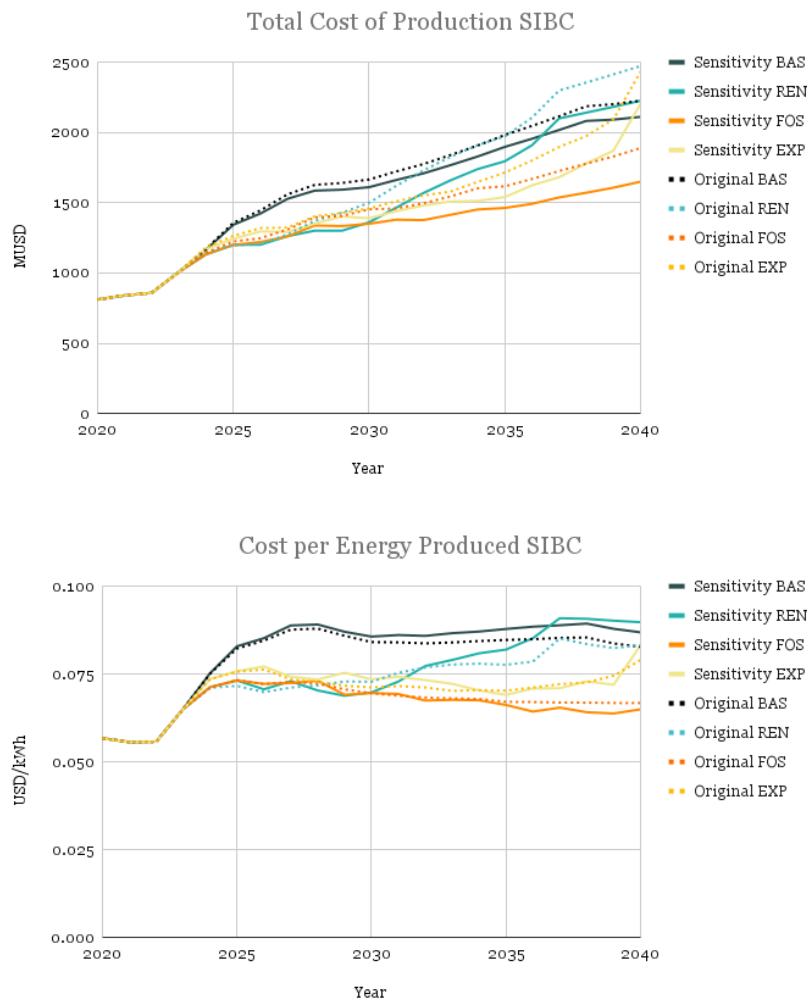 Total Cost of Production SIBC
2500
2000
1500
1000
500
0
MUSD
2020
2025
2030
2035
2040
Year
Sensitivity BAS
Sensitivity REN
Sensitivity FOS
Sensitivity EXP
Original BAS
Original REN
Original FOS
Original EXP
Cost per Energy Produced SIBC
0.100
0.075
0.050
0.025
0.000
USD/kWh
2020
2025
2030
2035
2040
Year
Sensitivity BAS
Sensitivity REN
Sensitivity FOS
Sensitivity EXP
Original BAS
Original REN
Original FOS
Original EXP